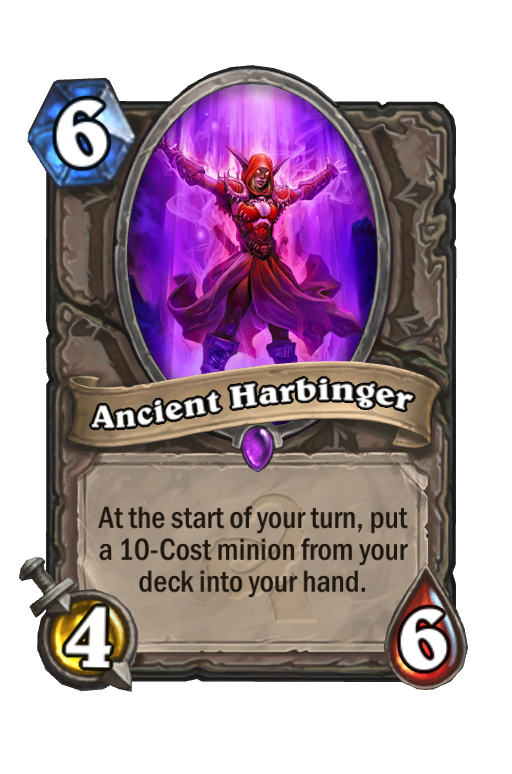 6
Ancient Harbinger
At the start of your turn, put
a 10-Cost minion from your
deck into your hand.
4
6